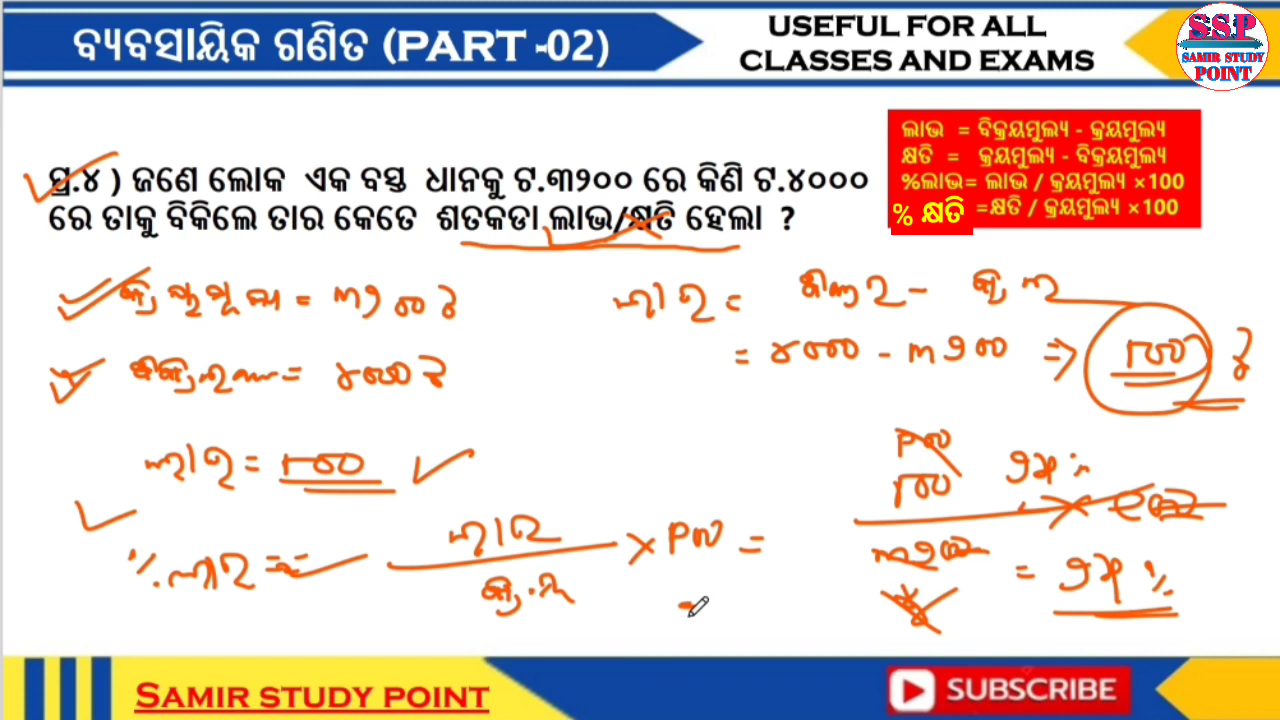 ବ୍ୟବସାୟିକ ଗଣିତ (PART -02)
USEFUL FOR ALL
CLASSES AND EXAMS
SSP
SAMIR STUDY
POINT
ଲାଭ = ବିକ୍ରୟମୁଲ୍ୟ - କ୍ରୟମୁଲ୍ୟ
କ୍ଷତି = କ୍ରୟମୁଲ୍ୟ - ବିକ୍ରୟମୁଲ୍ୟ
%ଲାଭ= ଲାଭ / କ୍ରୟମୁଲ୍ୟ ×100
% କ୍ଷତି =କ୍ଷତି / କ୍ରୟମୁଲ୍ୟ ×100
ପ୍ର.୪ ) ଜଣେ ଲୋକ ଏକ ବସ୍ତ ଧାନକୁ ଟ.୩୨୦୦ ରେ କିଣି ଟ.୪୦୦୦
ରେ ତାକୁ ବିକିଲେ ତାର କେତେ ଶତକଡା ଲାଭ/କ୍ଷତି ହେଲା ?
= ୩୨୦୦ ଟ
= ୪୦୦୦ ଟ
ଲାଭ =
= ୪୦୦୦ - ୩୨୦୦ ⇒ ୮୦୦ ଟ
ଲାଭ = ୮୦୦
%ଲାଭ = ଲାଭ / କ୍ର.ମୂ × ୧୦୦ =
= ୨୫ %
SAMIR STUDY POINT
SUBSCRIBE